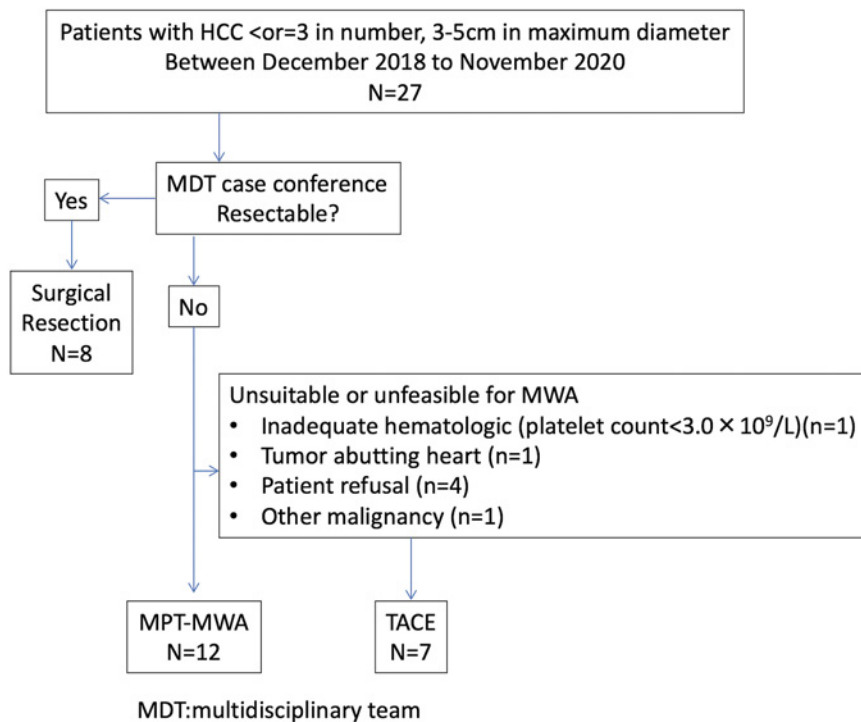 Patients with HCC <or=3 in number, 3-5cm in maximum diameter
Between December 2018 to November 2020
N=27
MDT case conference
Resectable?
Yes
Surgical
Resection
N=8
No
Unsuitable or unfeasible for MWA
• Inadequate hematologic (platelet count<3.0 × 10⁹/L)(n=1)
• Tumor abutting heart (n=1)
• Patient refusal (n=4)
• Other malignancy (n=1)
MPT-MWA
N=12
TACE
N=7
MDT:multidisciplinary team